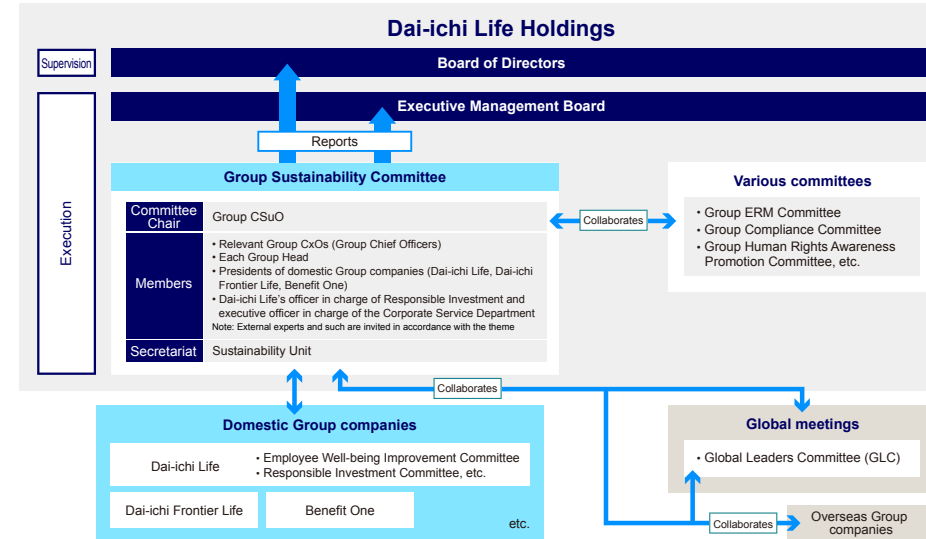 Dai-ichi Life Holdings
Supervision
Board of Directors
Execution
Executive Management Board
Reports
Group Sustainability Committee
Committee
Chair
Group CSuO
Members
• Relevant Group CxOs (Group Chief Officers)
• Each Group Head
• Presidents of domestic Group companies (Dai-ichi Life, Dai-ichi
Frontier Life, Benefit One)
• Dai-ichi Life's officer in charge of Responsible Investment and
executive officer in charge of the Corporate Service Department
Note: External experts and such are invited in accordance with the theme
Secretariat
Sustainability Unit
Collaborates
Various committees
• Group ERM Committee
• Group Compliance Committee
• Group Human Rights Awareness
Promotion Committee, etc.
Collaborates
Domestic Group companies
Dai-ichi Life
• Employee Well-being Improvement Committee
• Responsible Investment Committee, etc.
Dai-ichi Frontier Life
Benefit One
etc.
Global meetings
• Global Leaders Committee (GLC)
Collaborates
Overseas Group
companies